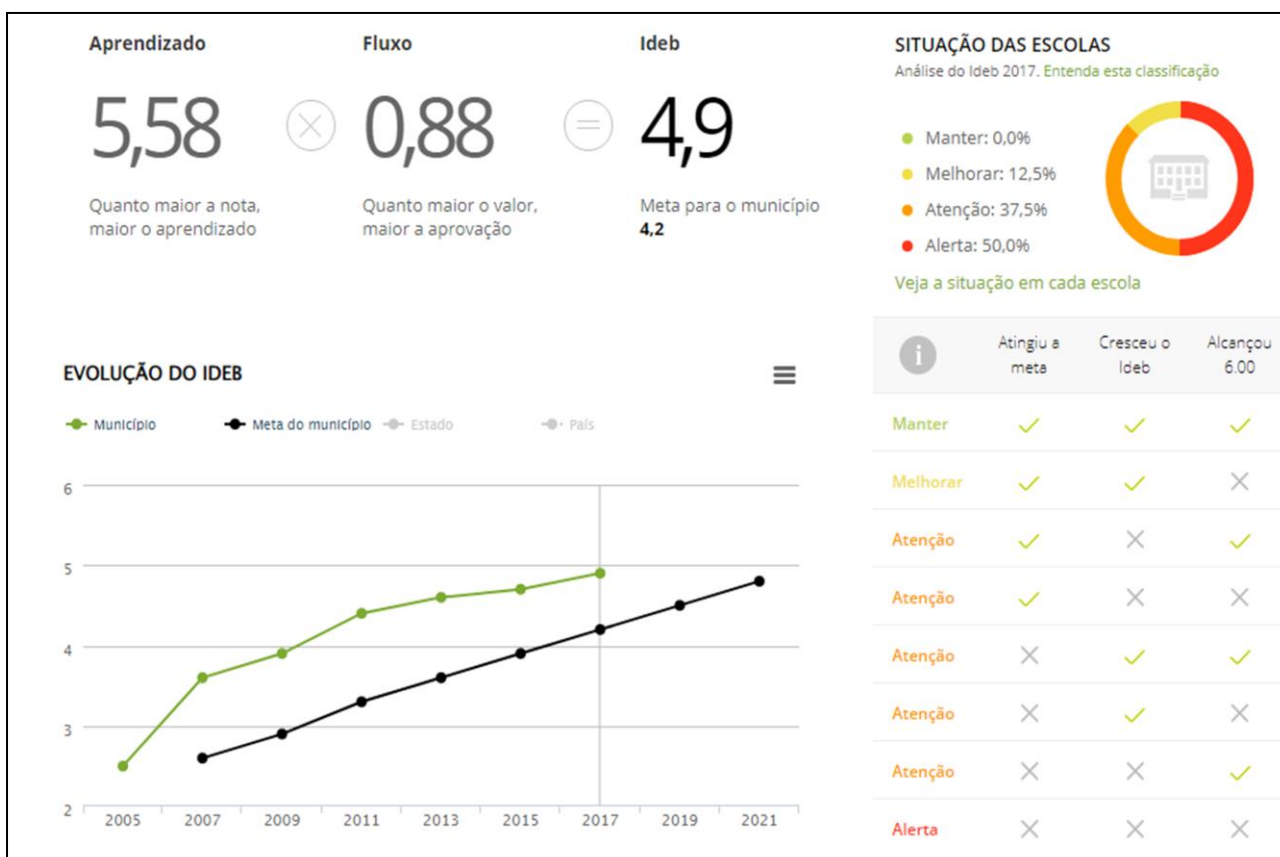 Aprendizado
5,58
Quanto maior a nota,
maior o aprendizado
Fluxo
0,88
Quanto maior o valor,
maior a aprovação
Ideb
4,9
Meta para o município
4,2
SITUAÇÃO DAS ESCOLAS
Análise do Ideb 2017. Entenda esta classificação
Manter: 0,0%
Melhorar: 12,5%
Atenção: 37,5%
Alerta: 50,0%
Veja a situação em cada escola
EVOLUÇÃO DO IDEB
Município Meta do município Estado País
6
5
4
3
2
2005 2007 2009 2011 2013 2015 2017 2019 2021
i
Atingiu a
meta
Cresceu o
Ideb
Alcançou
6.00
Manter
Melhorar
Atenção
Atenção
Atenção
Atenção
Atenção
Alerta